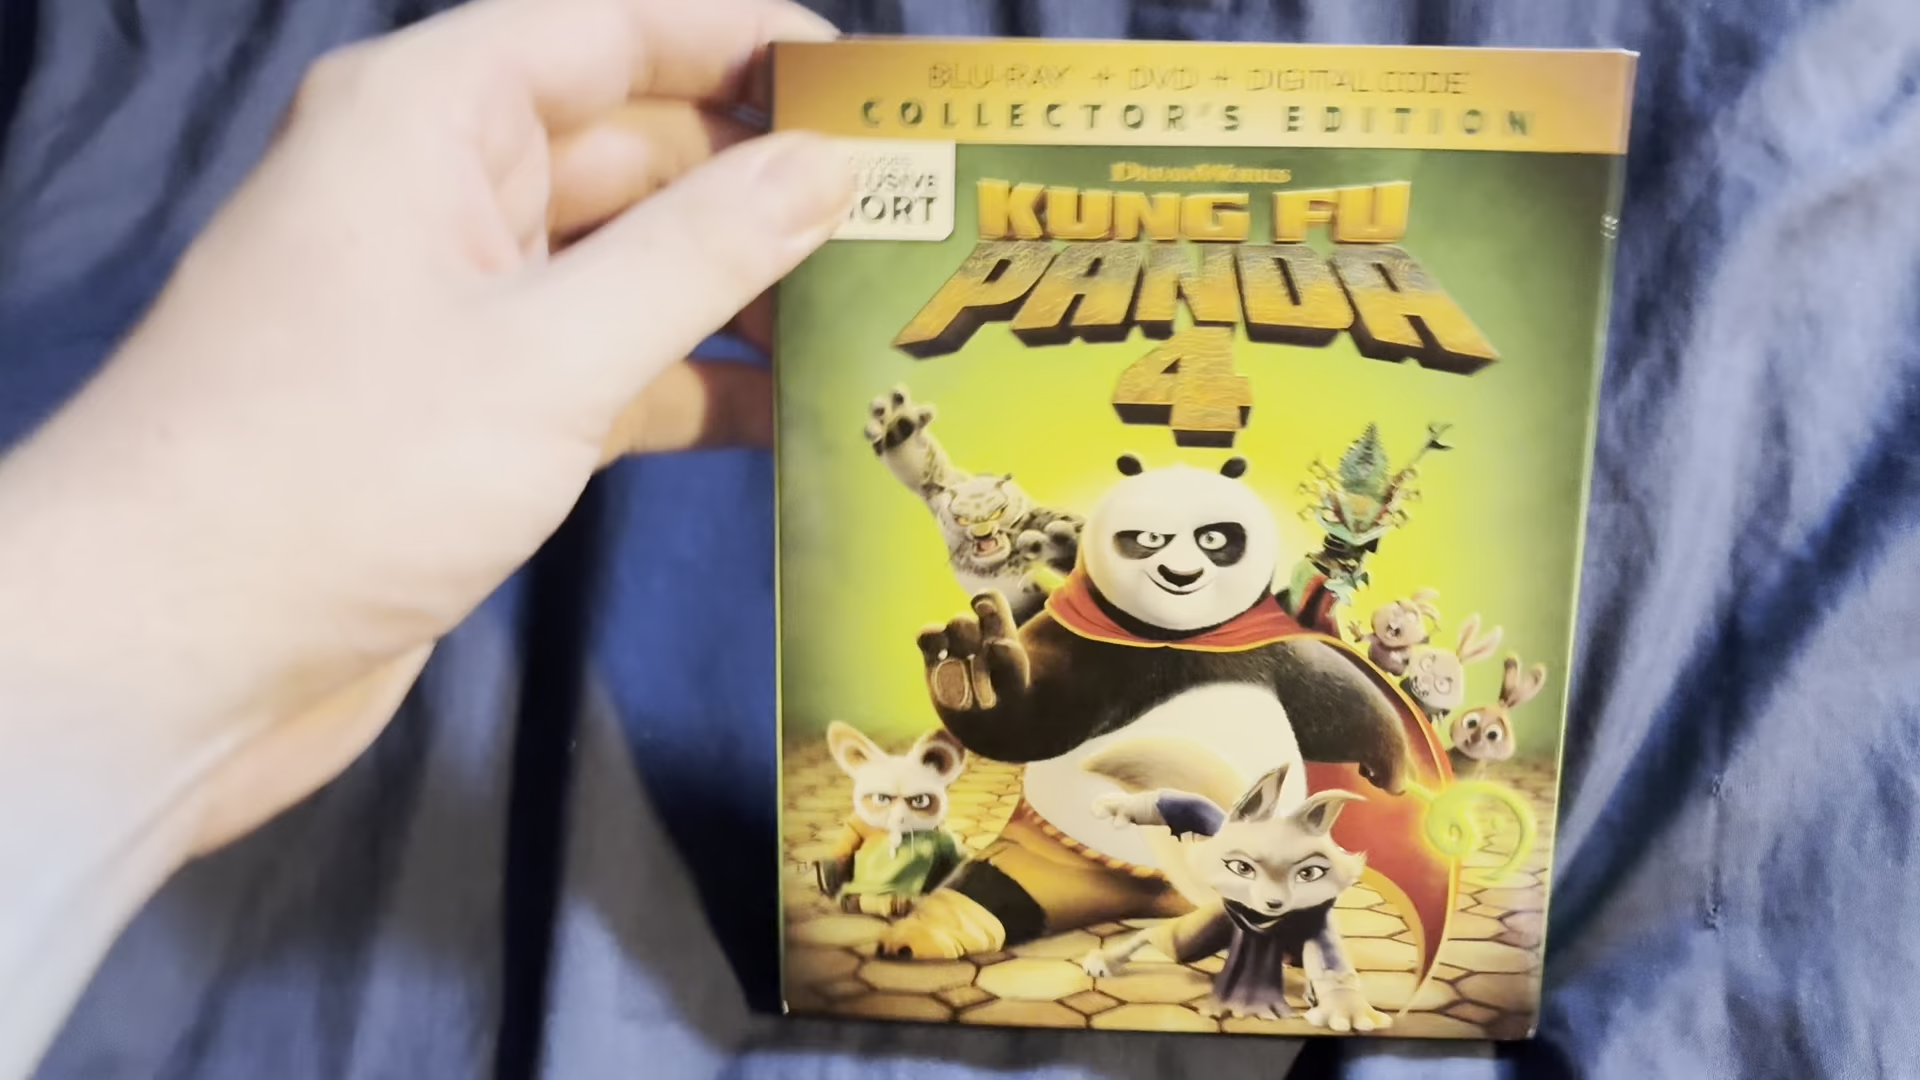 BLU-RAY + DVD + DIGITAL CODE
COLLECTOR'S EDITION
DREAMWORKS
KUNG FU
PANDA
4